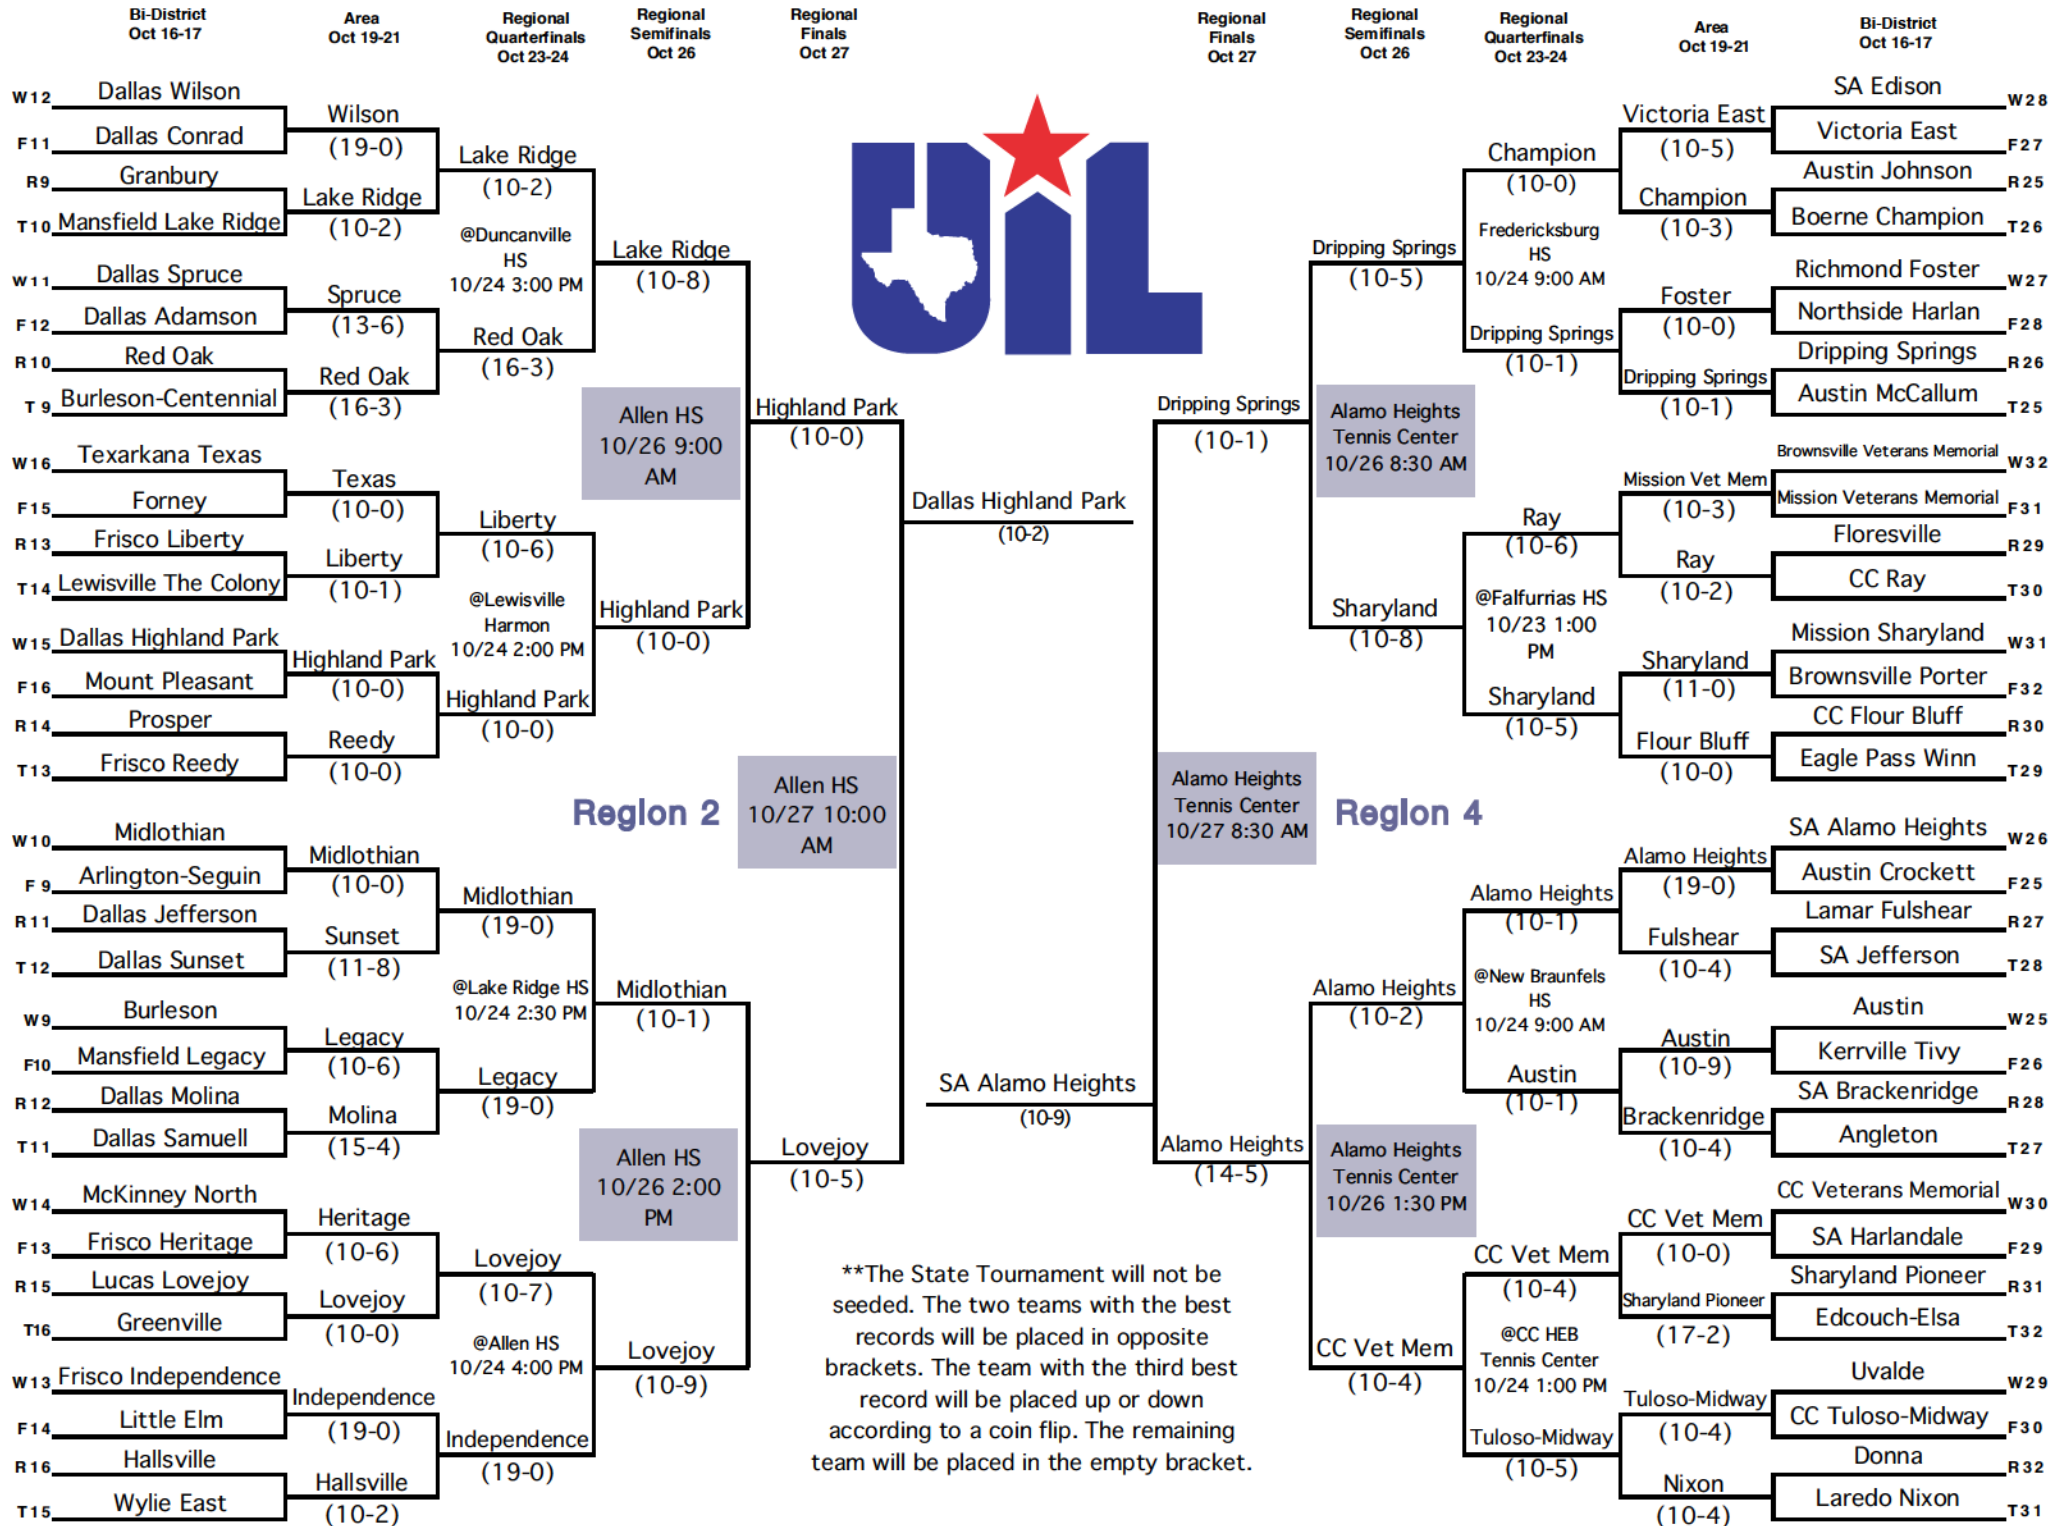 Bi-District
Oct 16-17
Area
Oct 19-21
Regional
Quarterfinals
Oct 23-24
Regional
Semifinals
Oct 26
Regional
Finals
Oct 27
Regional
Finals
Oct 27
Regional
Semifinals
Oct 26
Regional
Quarterfinals
Oct 23-24
Area
Oct 19-21
Bi-District
Oct 16-17
W12 Dallas Wilson
F11 Dallas Conrad
R9 Granbury
T10 Mansfield Lake Ridge
W11 Dallas Spruce
F12 Dallas Adamson
R10 Red Oak
T9 Burleson-Centennial
W16 Texarkana Texas
F15 Forney
R13 Frisco Liberty
T14 Lewisville The Colony
W15 Dallas Highland Park
F16 Mount Pleasant
R14 Prosper
T13 Frisco Reedy
W10 Midlothian
F9 Arlington-Seguin
R11 Dallas Jefferson
T12 Dallas Sunset
W9 Burleson
F10 Mansfield Legacy
R12 Dallas Molina
T11 Dallas Samuell
W14 McKinney North
F13 Frisco Heritage
R15 Lucas Lovejoy
T16 Greenville
W13 Frisco Independence
F14 Little Elm
R16 Hallsville
T15 Wylie East
Wilson
(19-0)
Lake Ridge
(10-2)
Spruce
(13-6)
Red Oak
(16-3)
Texas
(10-0)
Liberty
(10-1)
Highland Park
(10-0)
Reedy
(10-0)
Midlothian
(10-0)
Sunset
(11-8)
Legacy
(10-6)
Molina
(15-4)
Heritage
(10-6)
Lovejoy
(10-0)
Independence
(19-0)
Hallsville
(10-2)
Lake Ridge
(10-2)
@Duncanville
HS
10/24 3:00 PM
Red Oak
(16-3)
Liberty
(10-6)
@Lewisville
Harmon
10/24 2:00 PM
Highland Park
(10-0)
Midlothian
(19-0)
@Lake Ridge HS
10/24 2:30 PM
Legacy
(19-0)
Lovejoy
(10-7)
@Allen HS
10/24 4:00 PM
Independence
(19-0)
Lake Ridge
(10-8)
Allen HS
10/26 9:00
AM
Highland Park
(10-0)
Region 2
Midlothian
(10-1)
Allen HS
10/26 2:00
PM
Lovejoy
(10-9)
Highland Park
(10-0)
Allen HS
10/27 10:00
AM
Lovejoy
(10-5)
UIL
Dallas Highland Park
(10-2)
SA Alamo Heights
(10-9)
**The State Tournament will not be
seeded. The two teams with the best
records will be placed in opposite
brackets. The team with the third best
record will be placed up or down
according to a coin flip. The remaining
team will be placed in the empty bracket.
Dripping Springs
(10-1)
Alamo Heights
Tennis Center
10/27 8:30 AM
Alamo Heights
(14-5)
Dripping Springs
(10-5)
Alamo Heights
Tennis Center
10/26 8:30 AM
Sharyland
(10-8)
Region 4
Alamo Heights
(10-2)
Alamo Heights
Tennis Center
10/26 1:30 PM
CC Vet Mem
(10-4)
Champion
(10-0)
Fredericksburg
HS
10/24 9:00 AM
Dripping Springs
(10-1)
Ray
(10-6)
@Falfurrias HS
10/23 1:00
PM
Sharyland
(10-5)
Alamo Heights
(10-1)
@New Braunfels
HS
10/24 9:00 AM
Austin
(10-1)
CC Vet Mem
(10-4)
@CC HEB
Tennis Center
10/24 1:00 PM
Tuloso-Midway
(10-5)
Victoria East
(10-5)
Champion
(10-3)
Foster
(10-0)
Dripping Springs
(10-1)
Mission Vet Mem
(10-3)
Ray
(10-2)
Sharyland
(11-0)
Flour Bluff
(10-0)
Alamo Heights
(19-0)
Fulshear
(10-4)
Austin
(10-9)
Brackenridge
(10-4)
CC Vet Mem
(10-0)
Sharyland Pioneer
(17-2)
Tuloso-Midway
(10-4)
Nixon
(10-4)
SA Edison W28
Victoria East F27
Austin Johnson R25
Boerne Champion T26
Richmond Foster W27
Northside Harlan F28
Dripping Springs R26
Austin McCallum T25
Brownsville Veterans Memorial W32
Mission Veterans Memorial F31
Floresville R29
CC Ray T30
Mission Sharyland W31
Brownsville Porter F32
CC Flour Bluff R30
Eagle Pass Winn T29
SA Alamo Heights W26
Austin Crockett F25
Lamar Fulshear R27
SA Jefferson T28
Austin W25
Kerrville Tivy F26
SA Brackenridge R28
Angleton T27
CC Veterans Memorial W30
SA Harlandale F29
Sharyland Pioneer R31
Edcouch-Elsa T32
Uvalde W29
CC Tuloso-Midway F30
Donna R32
Laredo Nixon T31